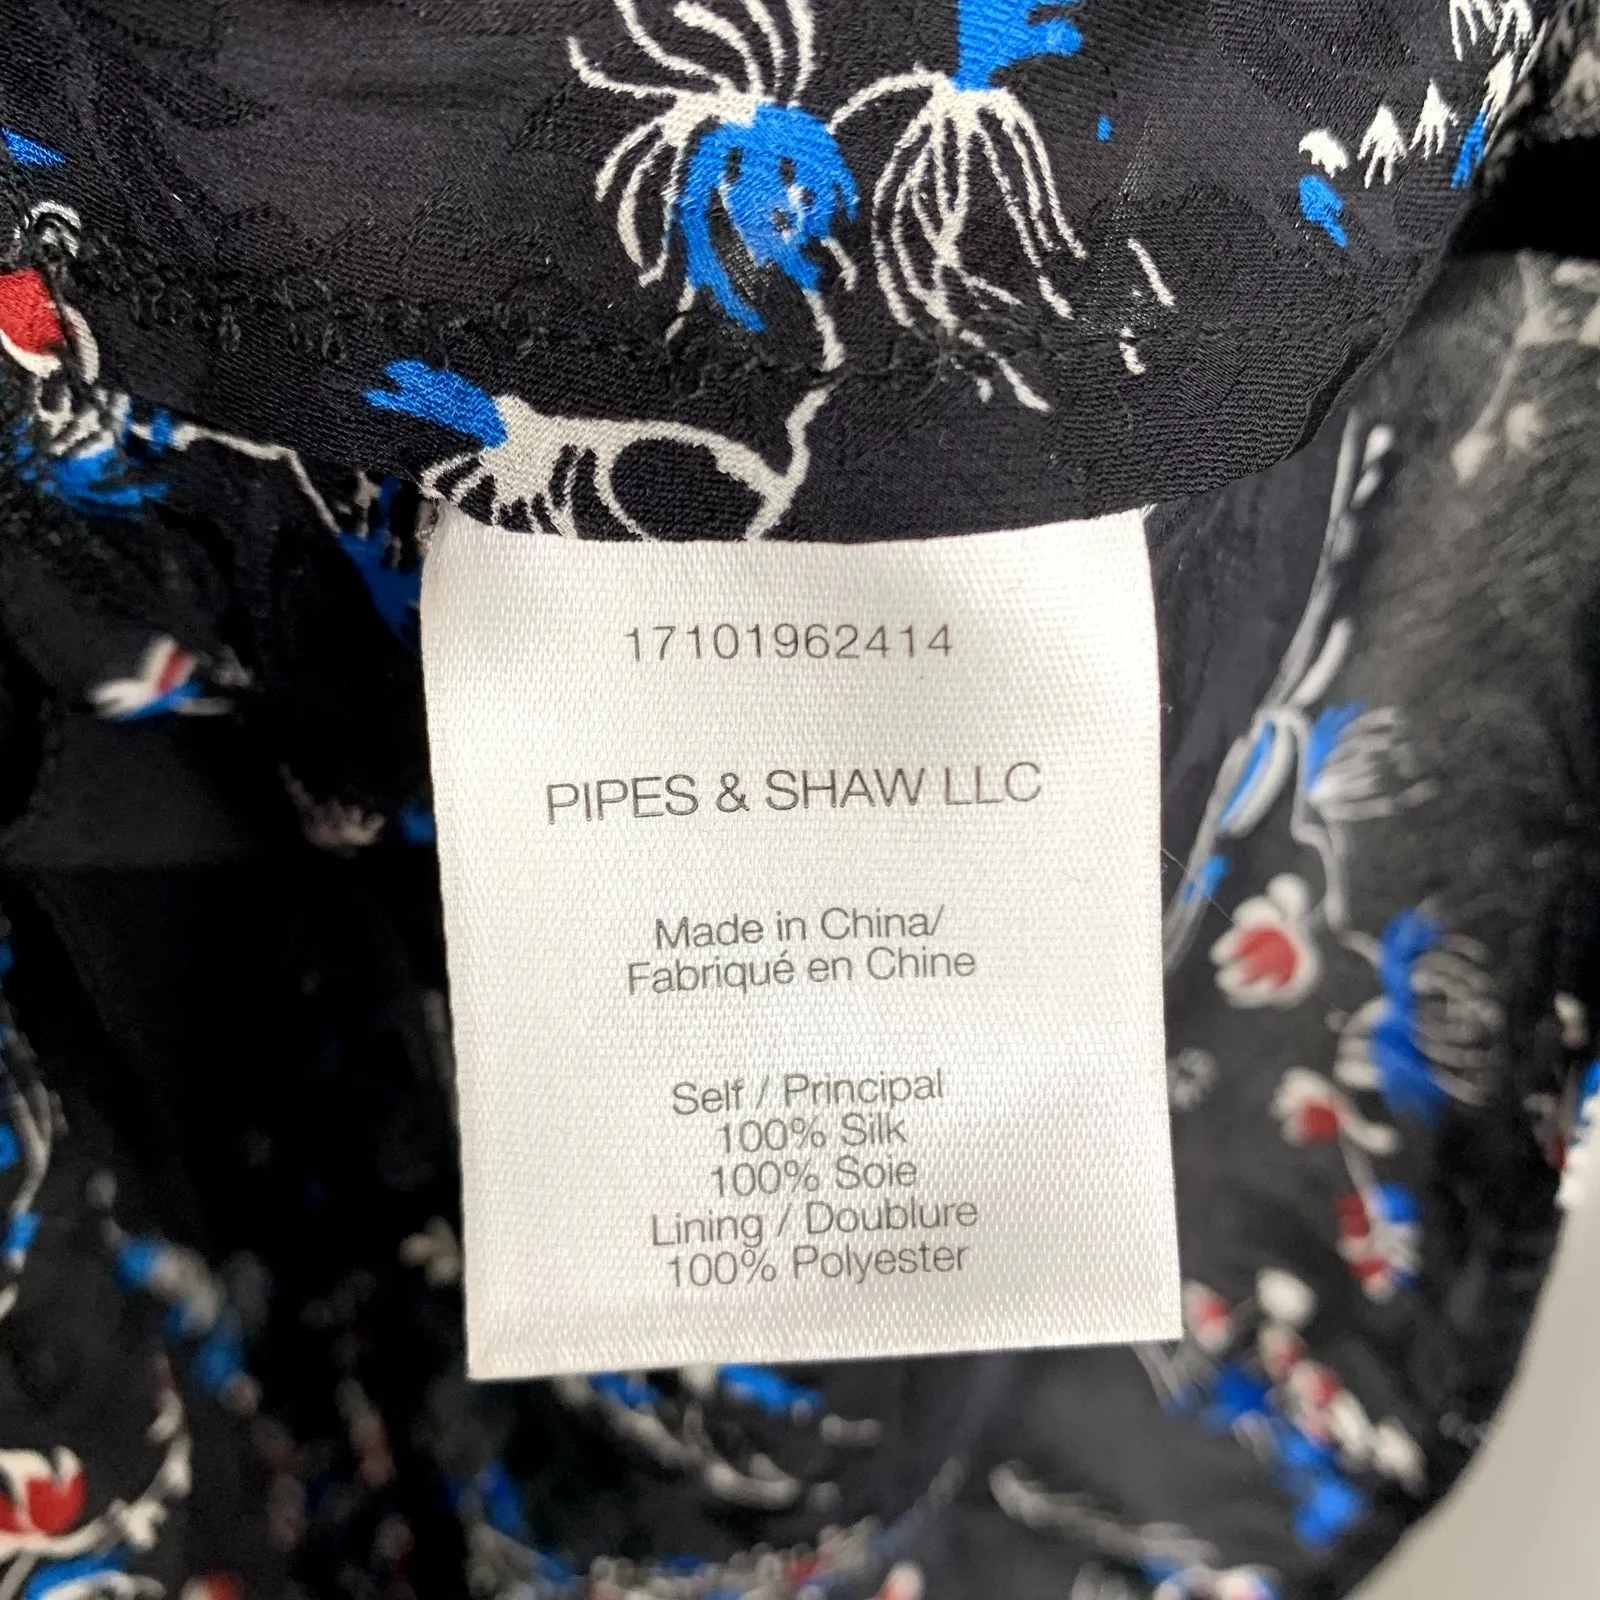 17101962414
PIPES & SHAW LLC
Made in China/
Fabriqué en Chine
Self / Principal
100% Silk
100% Soie
Lining / Doublure
100% Polyester